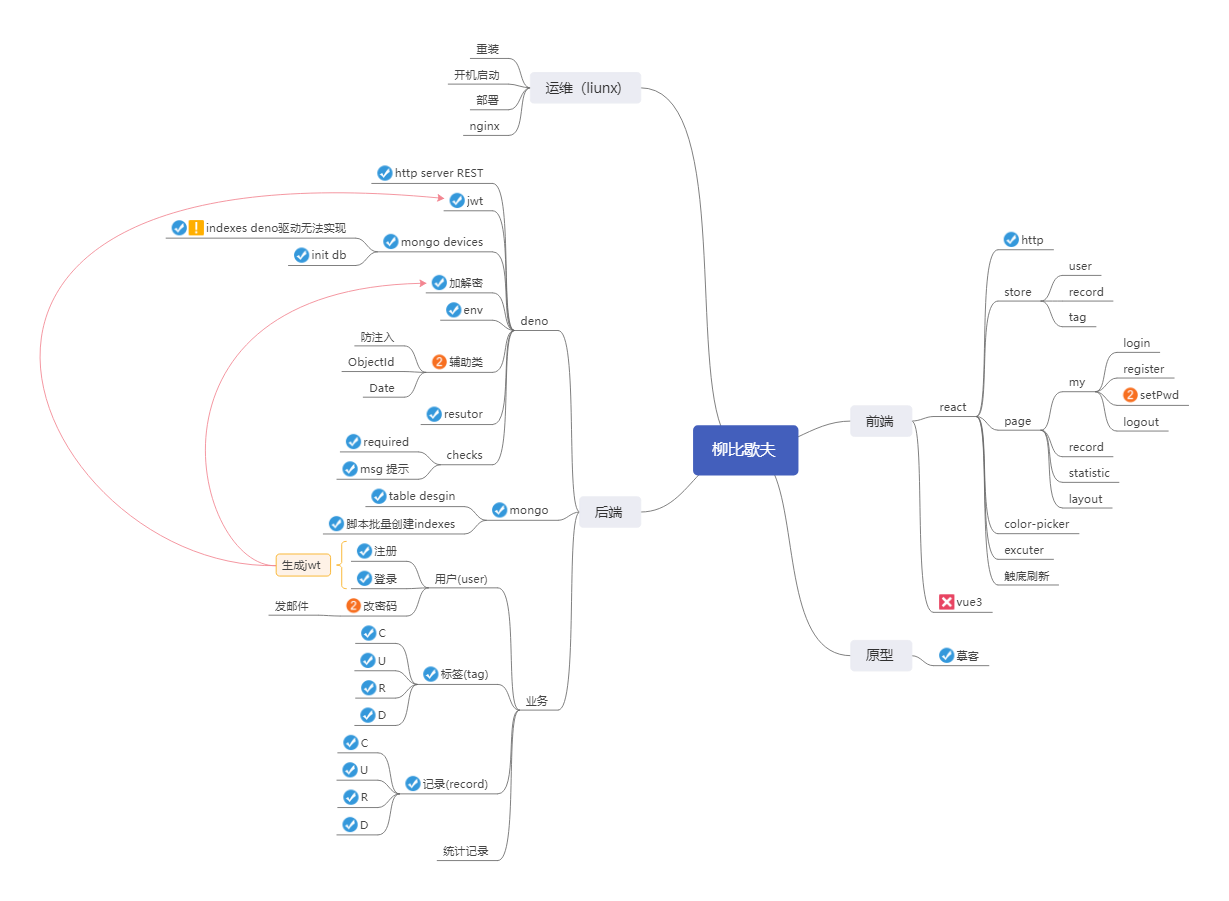 柳比歇夫
运维（liunx)
重装
开机启动
部署
nginx
后端
deno
http server REST
jwt
mongo devices
indexes deno驱动无法实现
init db
加解密
env
2 辅助类
防注入
ObjectId
Date
resutor
checks
required
msg 提示
mongo
table desgin
脚本批量创建indexes
业务
用户(user)
注册
登录
生成jwt
2 改密码
发邮件
标签(tag)
C
U
R
D
记录(record)
C
U
R
D
统计记录
前端
react
http
store
user
record
tag
page
my
login
register
2 setPwd
logout
record
statistic
layout
color-picker
excuter
触底刷新
vue3
原型
摹客